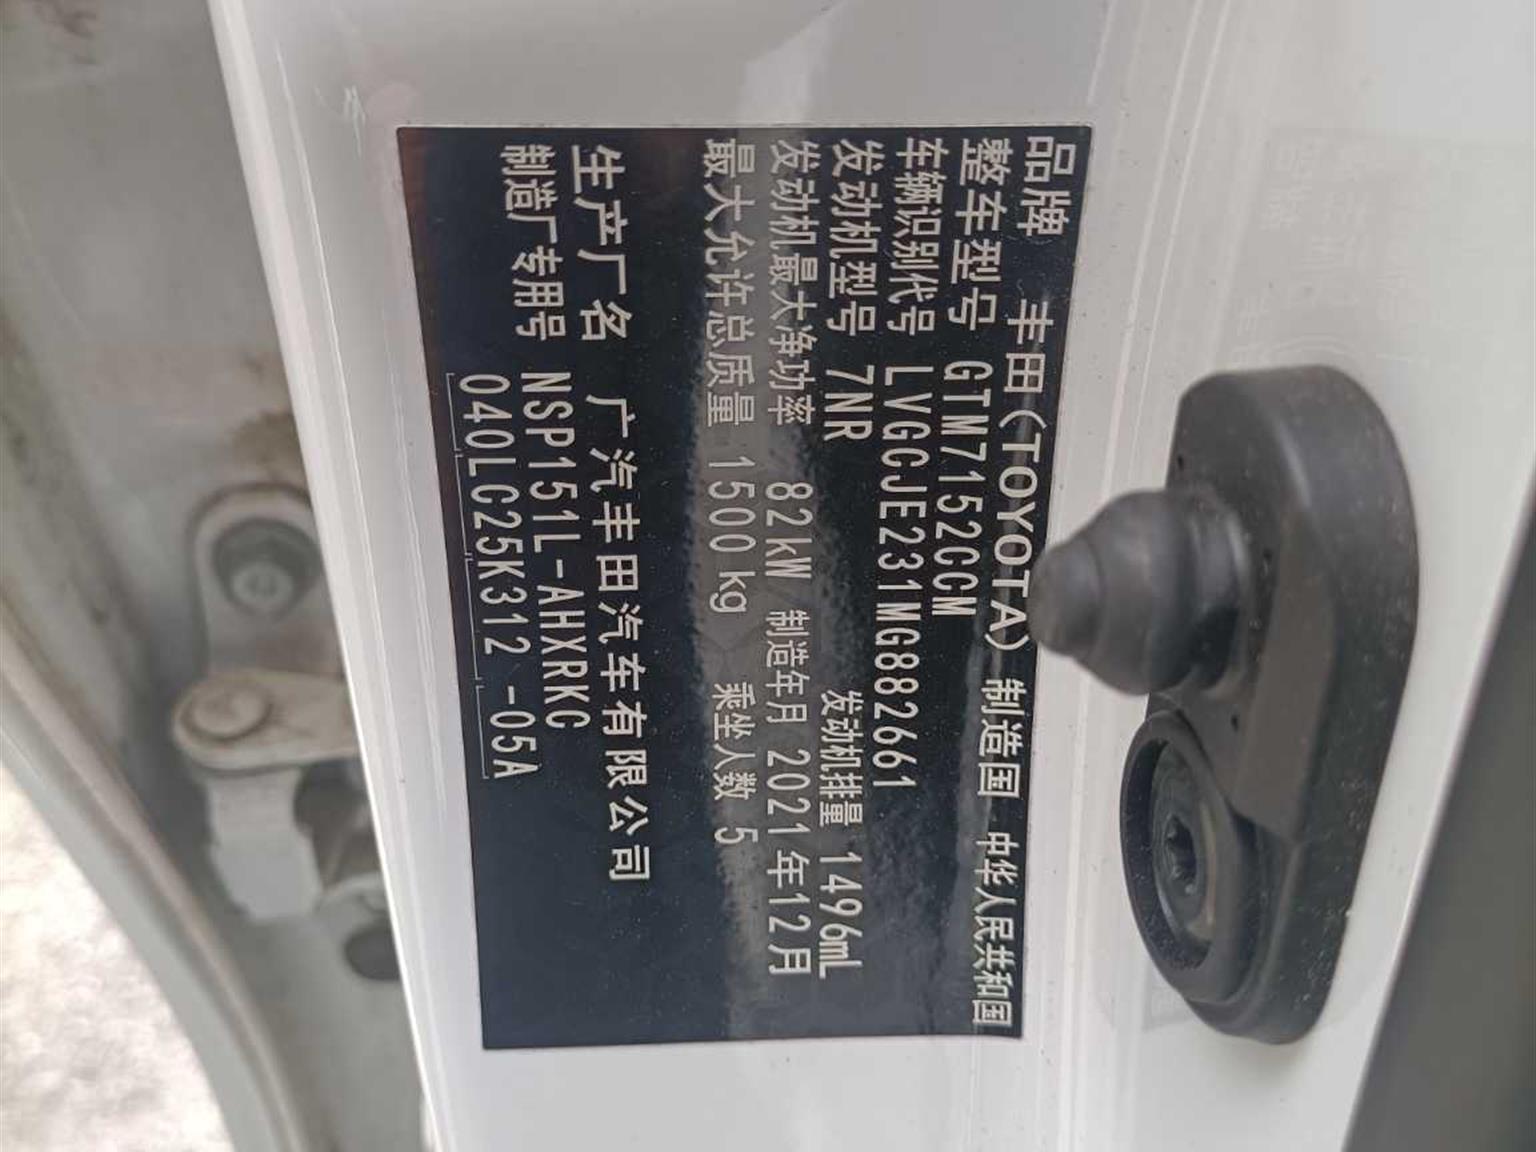 品牌 丰田(TOYOTA) 制造国 中华人民共和国
整车型号 GTM7152CCM
车辆识别代号 LVGCJE231MG882661
发动机型号 7NR 发动机排量 1496mL
发动机最大净功率 82kW 制造年月 2021年12月
最大允许总质量 1500kg 乘坐人数 5
生产厂名 广汽丰田汽车有限公司
制造厂专用号 NSP151L-AHXRKC
040LC25K312-05A